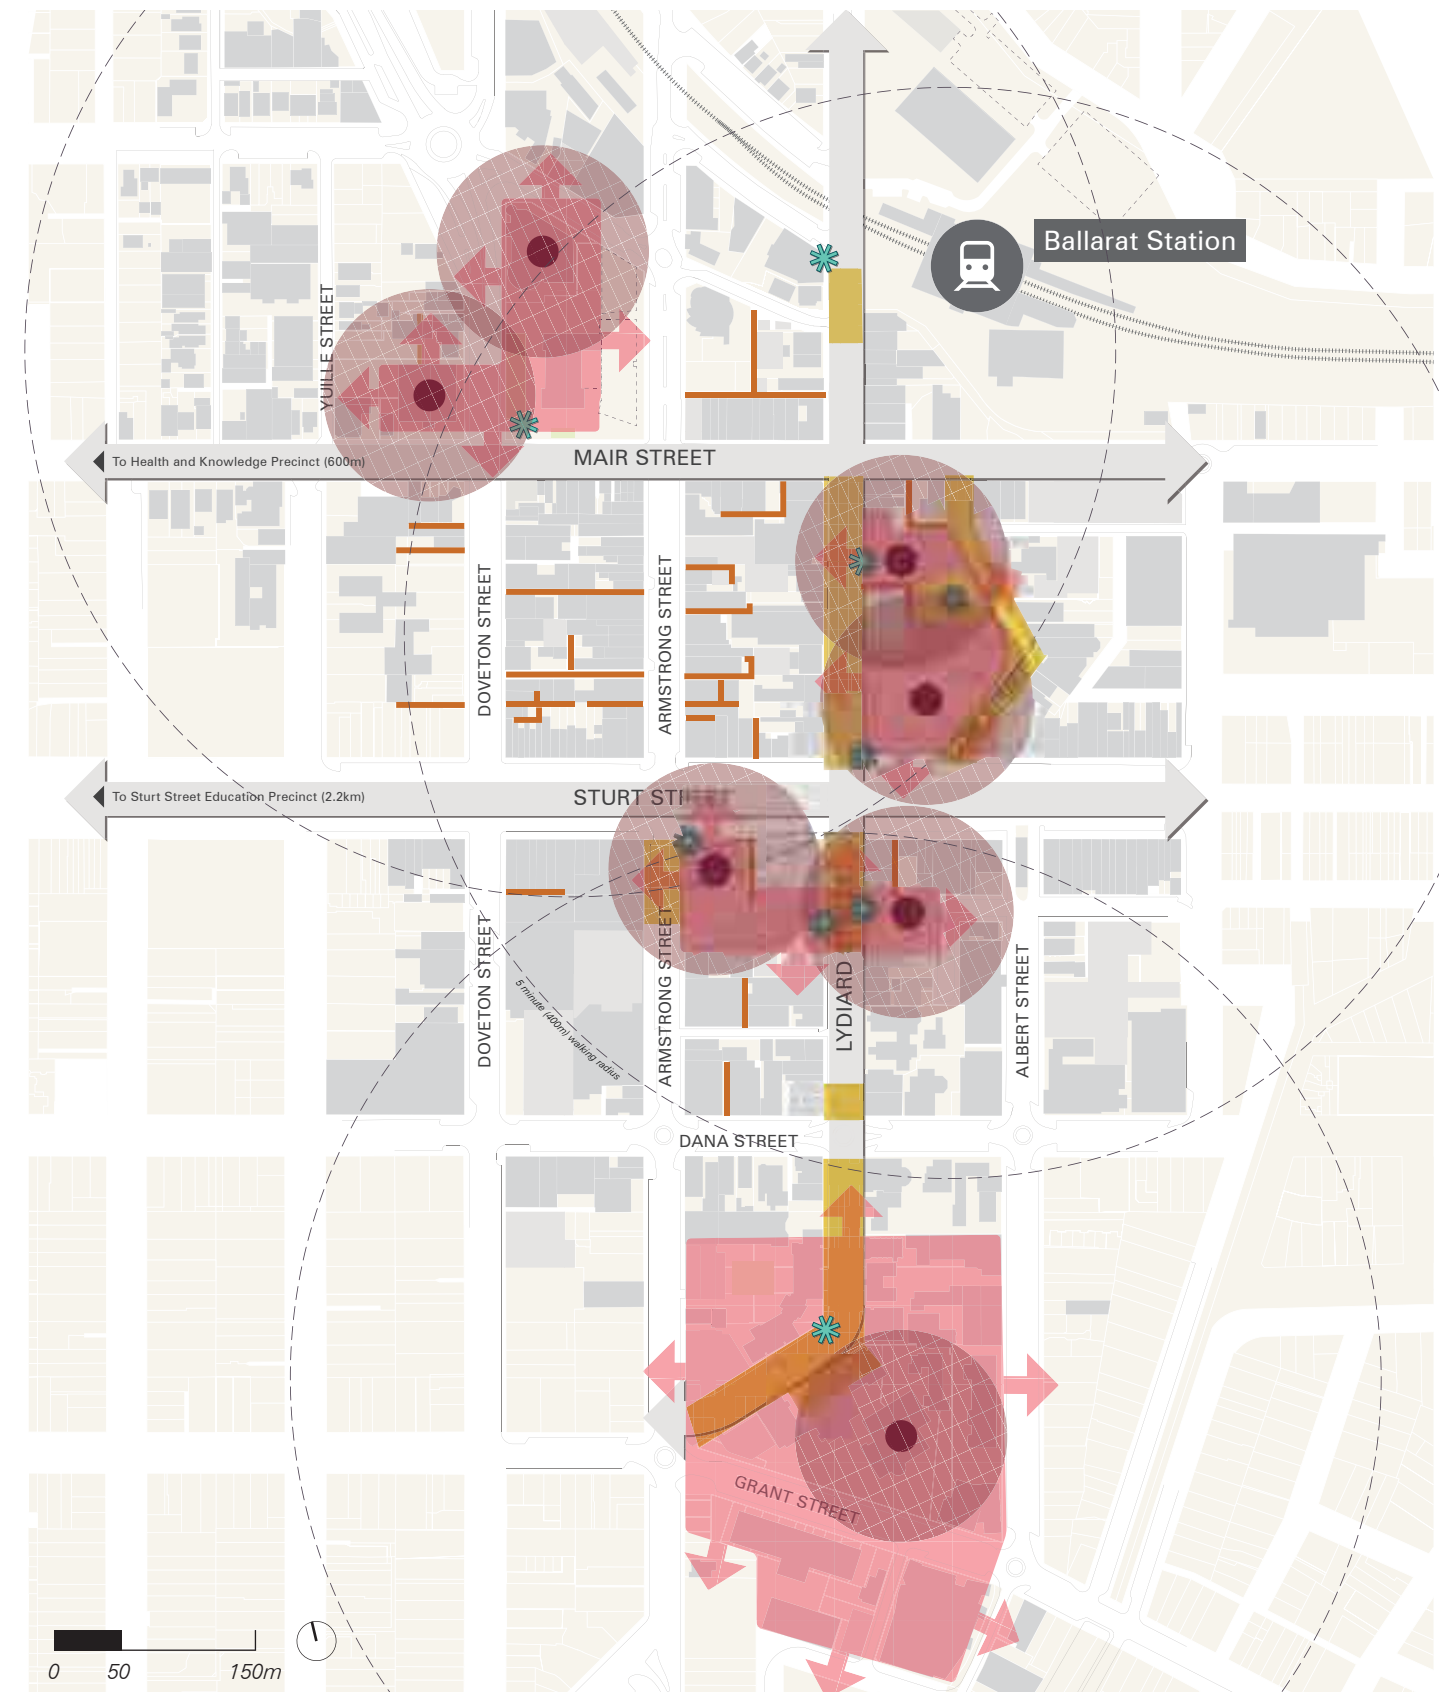 Ballarat Station
YUILLE STREET
To Health and Knowledge Precinct (600m)
MAIR STREET
DOVETON STREET
ARMSTRONG STREET
To Sturt Street Education Precinct (2.2km)
STURT
DOVETON STREET
ARMSTRONG STREET
LYDIARD
ALBERT STREET
5 minute (400m) walking radius
DANA STREET
GRANT STREET
0 50 150m